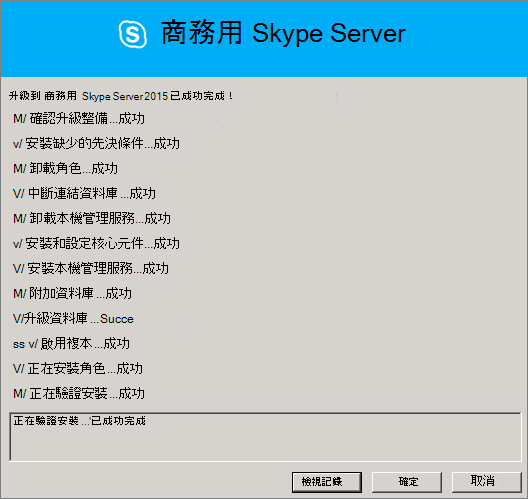 商務用 Skype Server
升級到 商務用 Skype Server 2015 已成功完成！
M/ 確認升級整備...成功
v/ 安裝缺少的先決條件...成功
M/ 卸載角色...成功
V/ 中斷連結資料庫 ...成功
M/ 卸載本機管理服務...成功
v/ 安裝和設定核心元件...成功
V/ 安裝本機管理服務...成功
M/ 附加資料庫 ...成功
V/升級資料庫 ...Succe
ss v/ 啟用複本 ...成功
V/ 正在安裝角色...成功
M/ 正在驗證安裝 ...成功
正在驗證安裝 ...'已成功完成
檢視記錄
確定
取消